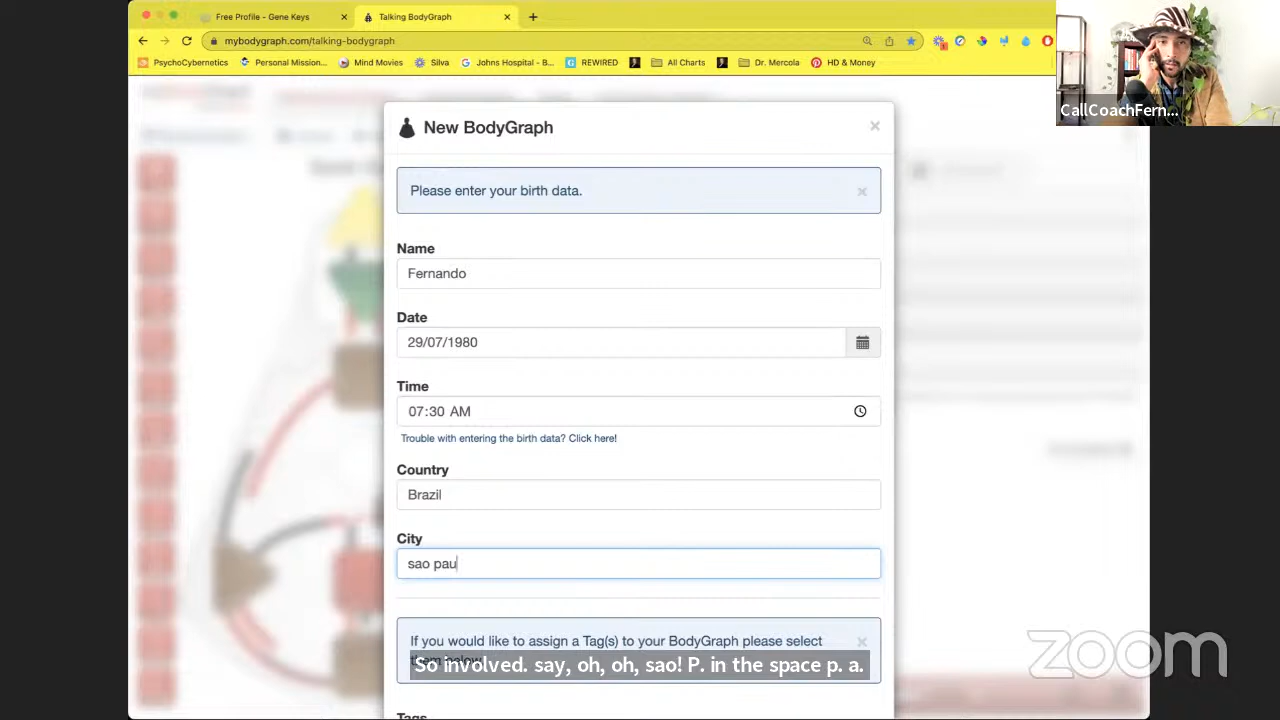 Free Profile - Gene Keys
Talking BodyGraph
mybodygraph.com/talking-bodygraph
PsychoCybernetics
Personal Mission...
Mind Movies
Silva
Johns Hospital - B...
REWIRED
All Charts
Dr. Mercola
HD & Money
CallCoachFern...
New BodyGraph
Please enter your birth data.
Name
Fernando
Date
29/07/1980
Time
07:30 AM
Trouble with entering the birth data? Click here!
Country
Brazil
City
sao pau
If you would like to assign a Tag(s) to your BodyGraph please select
So involved. say, oh, oh, sao! P. in the space p. a.
zoom
Tags